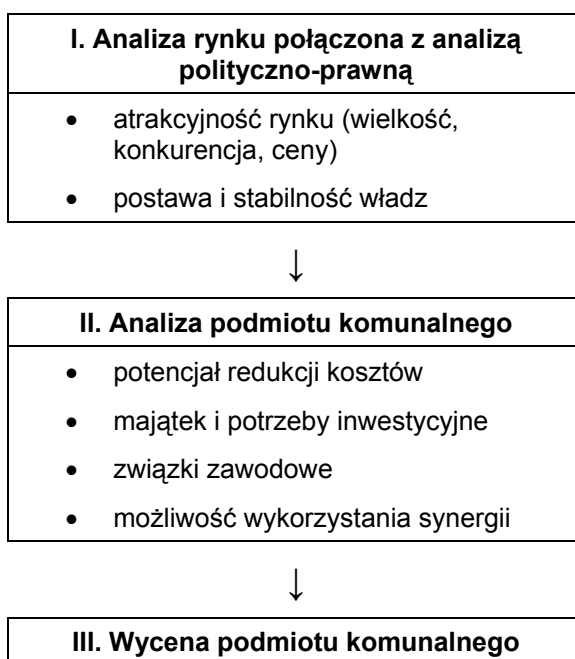 I. Analiza rynku połączona z analizą
polityczno-prawną
• atrakcyjność rynku (wielkość,
konkurencja, ceny)
• postawa i stabilność władz
↓
II. Analiza podmiotu komunalnego
• potencjał redukcji kosztów
• majątek i potrzeby inwestycyjne
• związki zawodowe
• możliwość wykorzystania synergii
↓
III. Wycena podmiotu komunalnego